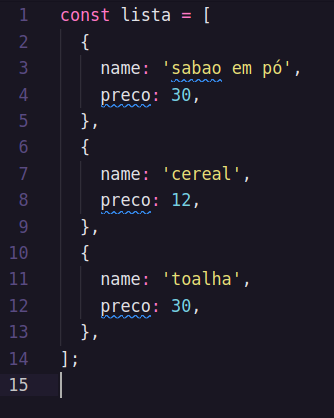 1 const lista = [
2 {
3 name: 'sabao em pó',
4 preco: 30,
5 },
6 {
7 name: 'cereal',
8 preco: 12,
9 },
10 {
11 name: 'toalha',
12 preco: 30,
13 },
14 ];
15